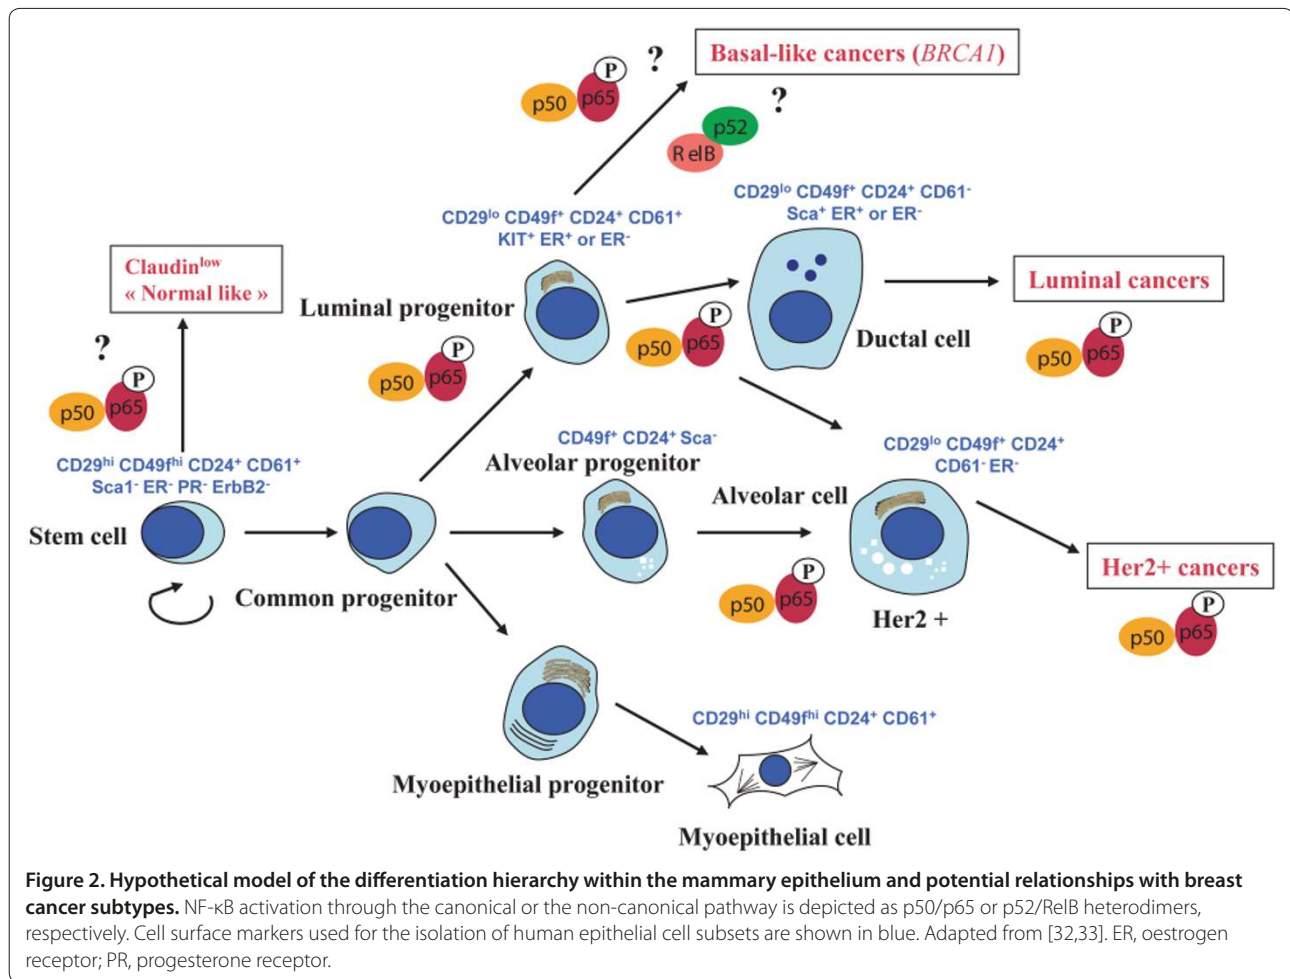 P
p50 p65
?
Basal-like cancers (BRCA1)
?
p52
RelB
CD29ˡᵒ CD49f⁺ CD24⁺ CD61⁺
KIT⁺ ER⁺ or ER⁻
CD29ˡᵒ CD49f⁺ CD24⁺ CD61⁻
Sca⁺ ER⁺ or ER⁻
Claudinˡᵒʷ
« Normal like »
Luminal progenitor
Ductal cell
Luminal cancers
P
p50 p65
P
p50 p65
P
p50 p65
?
P
p50 p65
CD29ʰⁱ CD49fʰⁱ CD24⁺ CD61⁺
Sca1⁻ ER⁻ PR⁻ ErbB2⁻
Stem cell
Common progenitor
CD49f⁺ CD24⁺ Sca⁻
Alveolar progenitor
CD29ˡᵒ CD49f⁺ CD24⁺
CD61⁻ ER⁻
Alveolar cell
Her2 +
P
p50 p65
Her2+ cancers
P
p50 p65
Myoepithelial progenitor
CD29ʰⁱ CD49fʰⁱ CD24⁺ CD61⁺
Myoepithelial cell
Figure 2. Hypothetical model of the differentiation hierarchy within the mammary epithelium and potential relationships with breast
cancer subtypes. NF-κB activation through the canonical or the non-canonical pathway is depicted as p50/p65 or p52/RelB heterodimers,
respectively. Cell surface markers used for the isolation of human epithelial cell subsets are shown in blue. Adapted from [32,33]. ER, oestrogen
receptor; PR, progesterone receptor.